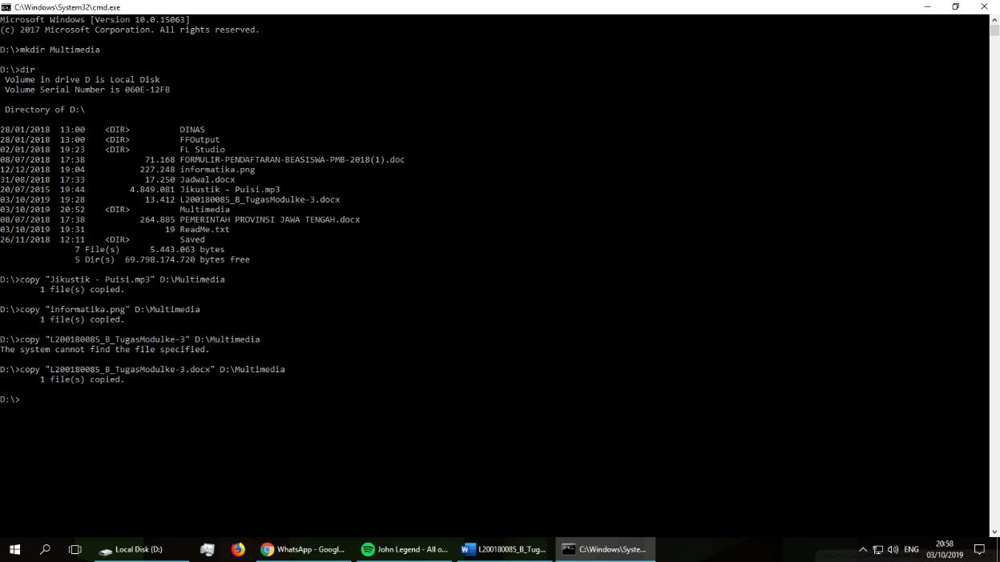 C:\Windows\System32\cmd.exe
Microsoft Windows [Version 10.0.15063]
(c) 2017 Microsoft Corporation. All rights reserved.
D:\>mkdir Multimedia
D:\>dir
 Volume in drive D is Local Disk
 Volume Serial Number is 060E-12FB
 Directory of D:\
28/01/2018  13:00    <DIR>          DINAS
28/01/2018  13:00    <DIR>          FFOutput
02/01/2018  19:23    <DIR>          FL Studio
08/07/2018  17:38            71.168 FORMULIR-PENDAFTARAN-BEASISWA-PMB-2018(1).doc
12/12/2018  19:04           227.248 informatika.png
31/08/2018  17:33            17.250 Jadwal.docx
20/07/2015  19:44         4.849.081 Jikustik - Puisi.mp3
03/10/2019  19:28            13.412 L200180085_B_TugasModulke-3.docx
03/10/2019  20:52    <DIR>          Multimedia
08/07/2018  17:38           264.885 PEMERINTAH PROVINSI JAWA TENGAH.docx
03/10/2019  19:31                19 ReadMe.txt
26/11/2018  12:11    <DIR>          Saved
               7 File(s)      5.443.063 bytes
               5 Dir(s)  69.798.174.720 bytes free
D:\>copy "Jikustik - Puisi.mp3" D:\Multimedia
        1 file(s) copied.
D:\>copy "informatika.png" D:\Multimedia
        1 file(s) copied.
D:\>copy "L200180085_B_TugasModulke-3" D:\Multimedia
The system cannot find the file specified.
D:\>copy "L200180085_B_TugasModulke-3.docx" D:\Multimedia
        1 file(s) copied.
D:\>
Local Disk (D:)
WhatsApp - Googl...
John Legend - All o...
L200180085_B_Tug...
C:\Windows\Syste...
ENG
20:58
03/10/2019